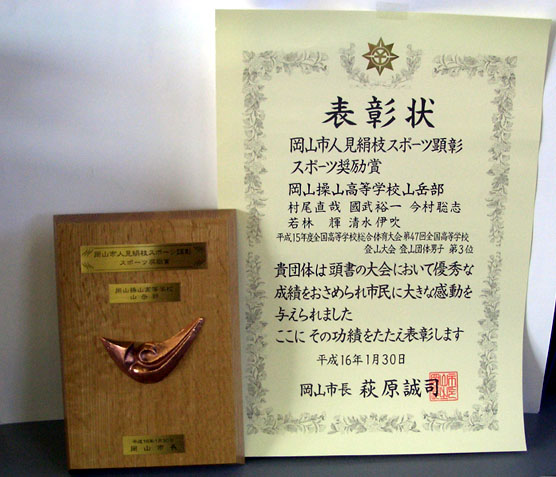 表彰状
岡山市人見絹枝スポーツ顕彰
スポーツ奨励賞
岡山操山高等学校山岳部
村尾直哉 國武裕一 今村聡志
若林 輝 清水伊吹
平成15年度全国高等学校総合体育大会 第47回全国高等学校
登山大会 登山団体男子 第3位
貴団体は頭書の大会において優秀な
成績をおさめられ市民に大きな感動を
与えられました
ここに その功績をたたえ表彰します
平成16年1月30日
岡山市長 萩原誠司
岡山市人見絹枝スポーツ顕彰
スポーツ奨励賞
岡山操山高等学校
山岳部
平成16年1月30日
岡山市長